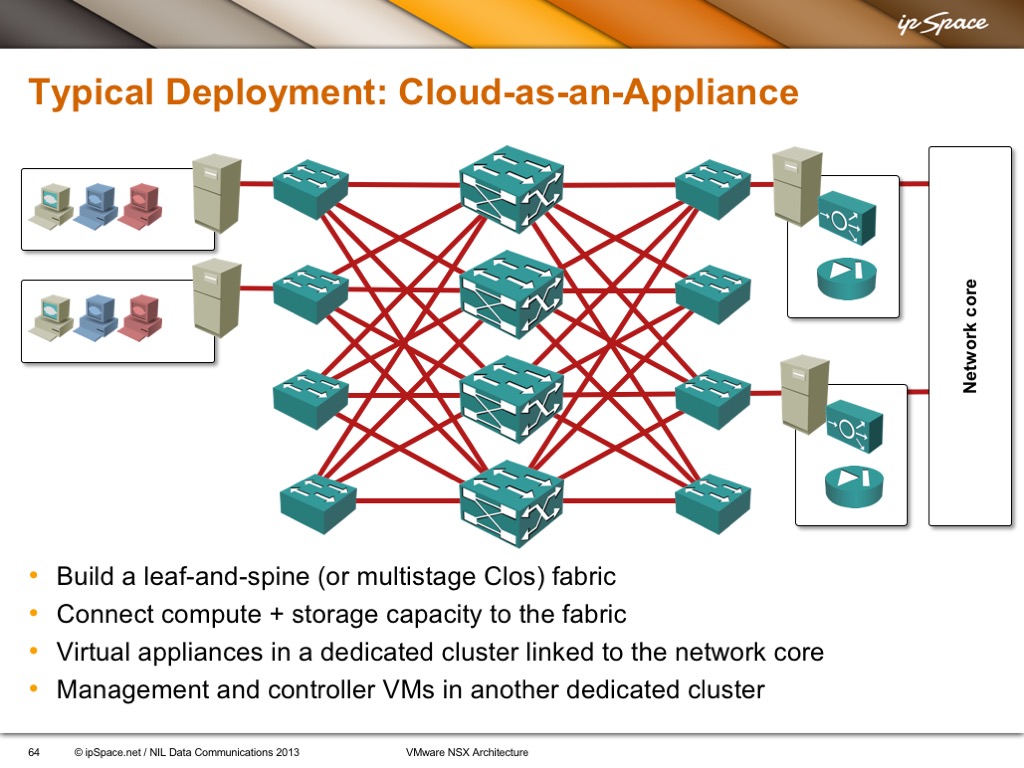 ipSpace
Typical Deployment: Cloud-as-an-Appliance
Network core
• Build a leaf-and-spine (or multistage Clos) fabric
• Connect compute + storage capacity to the fabric
• Virtual appliances in a dedicated cluster linked to the network core
• Management and controller VMs in another dedicated cluster
64 © ipSpace.net / NIL Data Communications 2013 VMware NSX Architecture